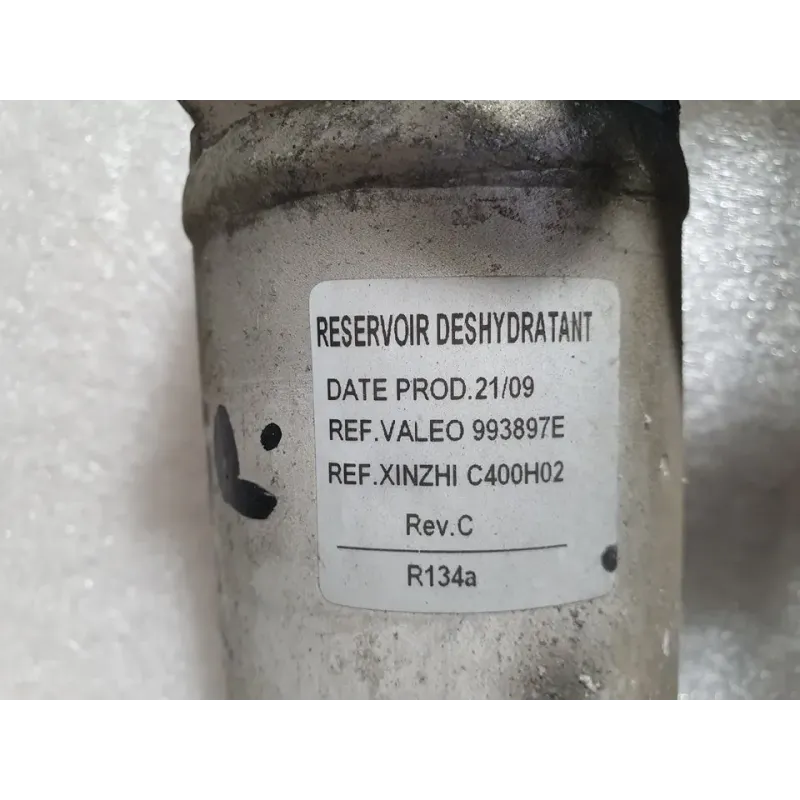 RESERVOIR DESHYDRATANT
DATE PROD.21/09
REF.VALEO 993897E
REF.XINZHI C400H02
Rev.C
R134a